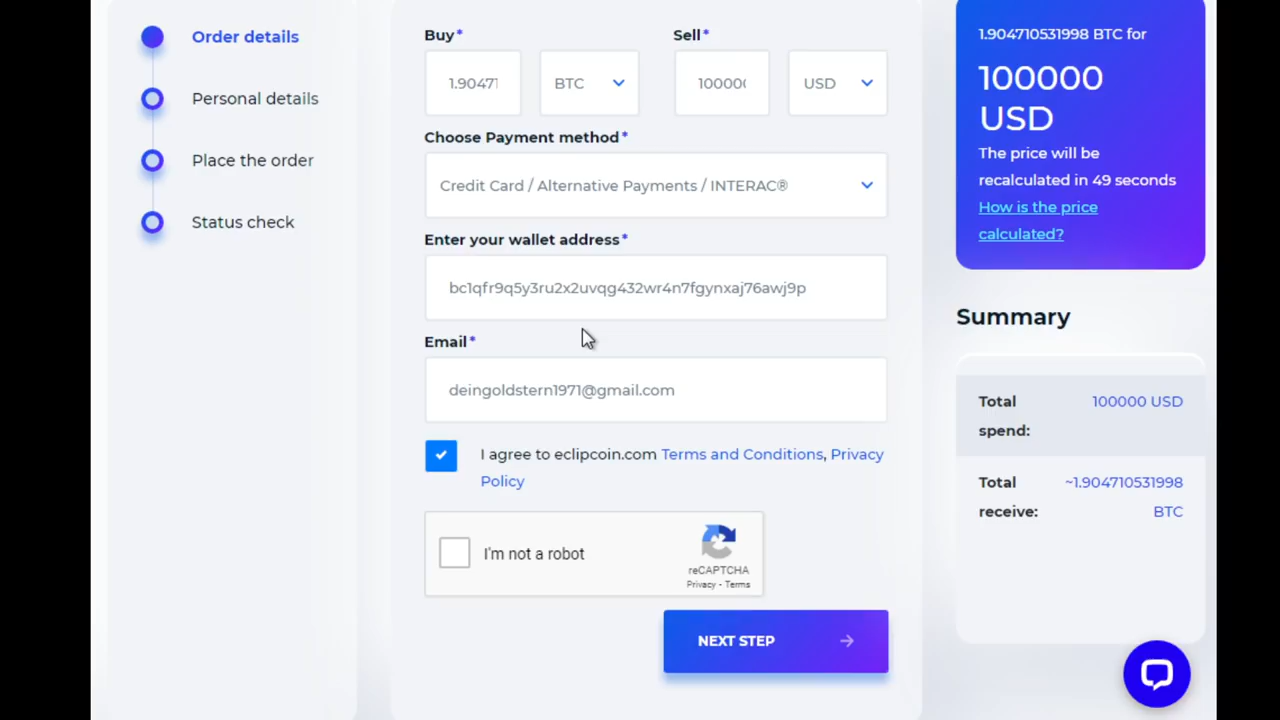 Order details
Personal details
Place the order
Status check
Buy*
Sell*
1.90471
BTC
USD
Choose Payment method*
Credit Card / Alternative Payments / INTERAC®
Enter your wallet address*
bc1qfr9q5y3ru2x2uvqg432wr4n7fgynxaj76awj9p
Email*
deingoldstern1971@gmail.com
I agree to eclipcoin.com Terms and Conditions, Privacy
Policy
I'm not a robot
reCAPTCHA
Privacy - Terms
NEXT STEP
1.904710531998 BTC for
100000
USD
The price will be
recalculated in 49 seconds
How is the price
calculated?
Summary
Total spend:
100000 USD
Total receive:
~1.904710531998
BTC